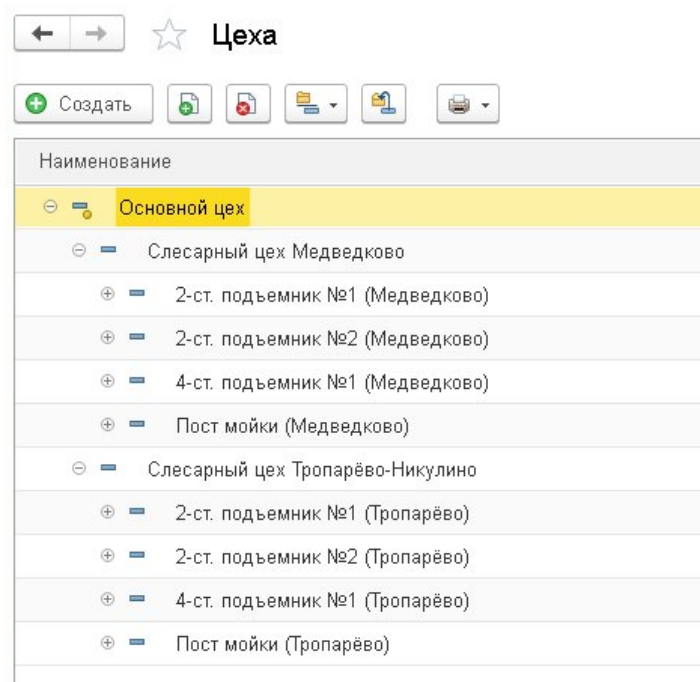 Цеха
Создать
Наименование
Основной цех
Слесарный цех Медведково
2-ст. подъемник №1 (Медведково)
2-ст. подъемник №2 (Медведково)
4-ст. подъемник №1 (Медведково)
Пост мойки (Медведково)
Слесарный цех Тропарёво-Никулино
2-ст. подъемник №1 (Тропарёво)
2-ст. подъемник №2 (Тропарёво)
4-ст. подъемник №1 (Тропарёво)
Пост мойки (Тропарёво)